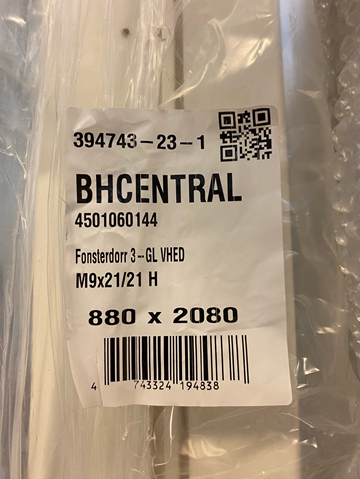 394743-23-1
BHCENTRAL
4501060144
Fonsterdorr 3-GL VHED
M9x21/21 H
880 x 2080
4 743324 194838